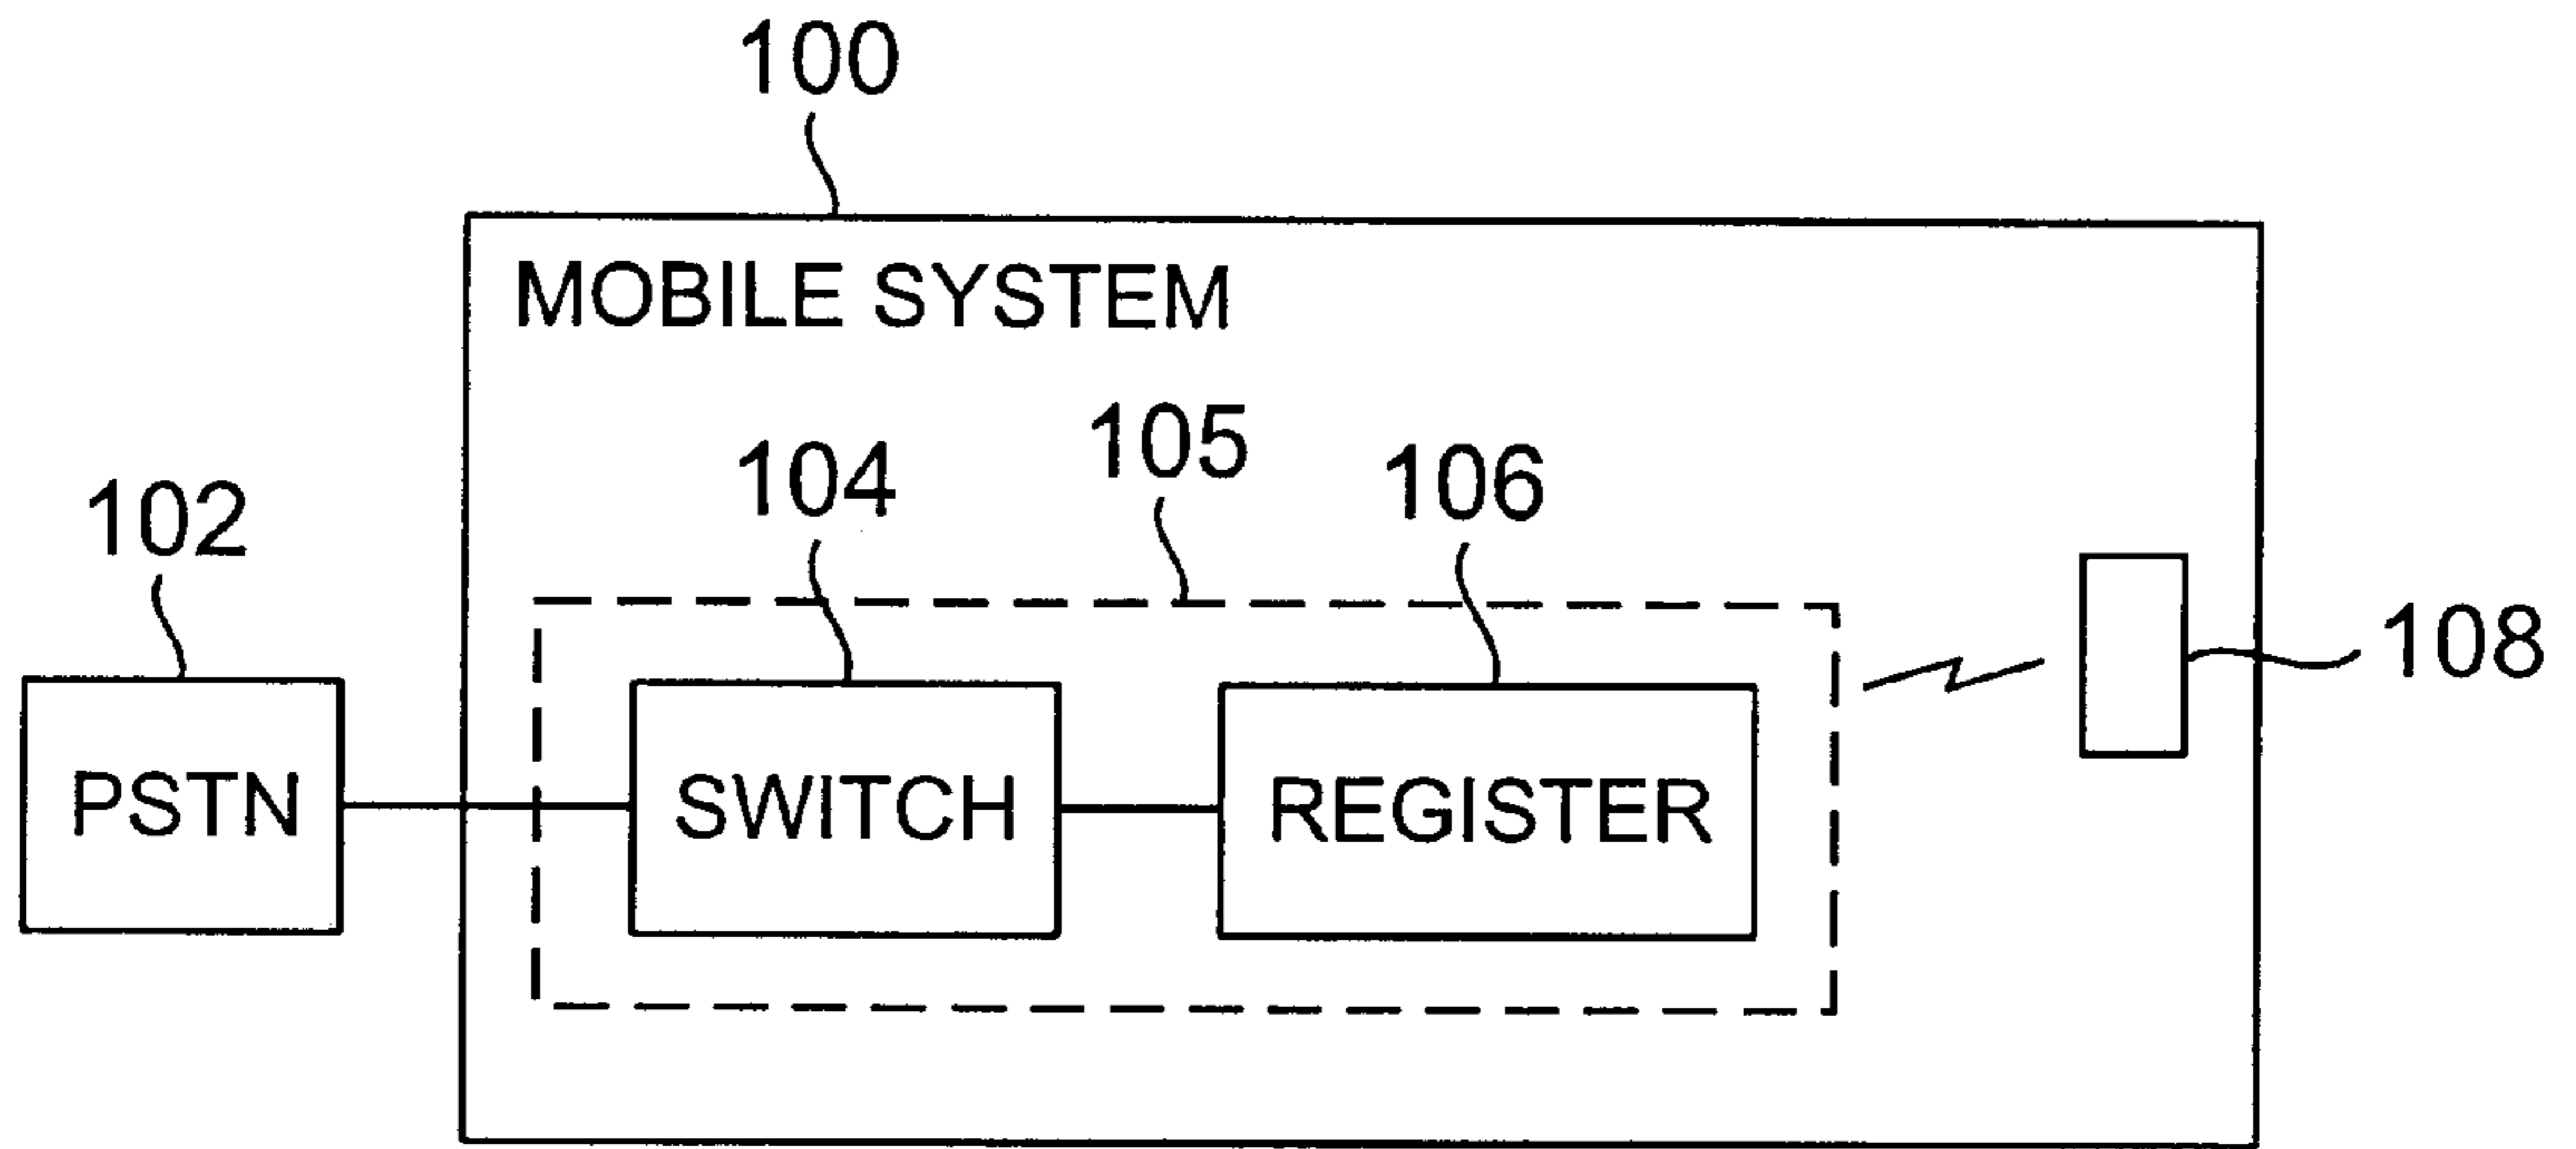 100
MOBILE SYSTEM
105
104
106
102
108
PSTN
SWITCH
REGISTER